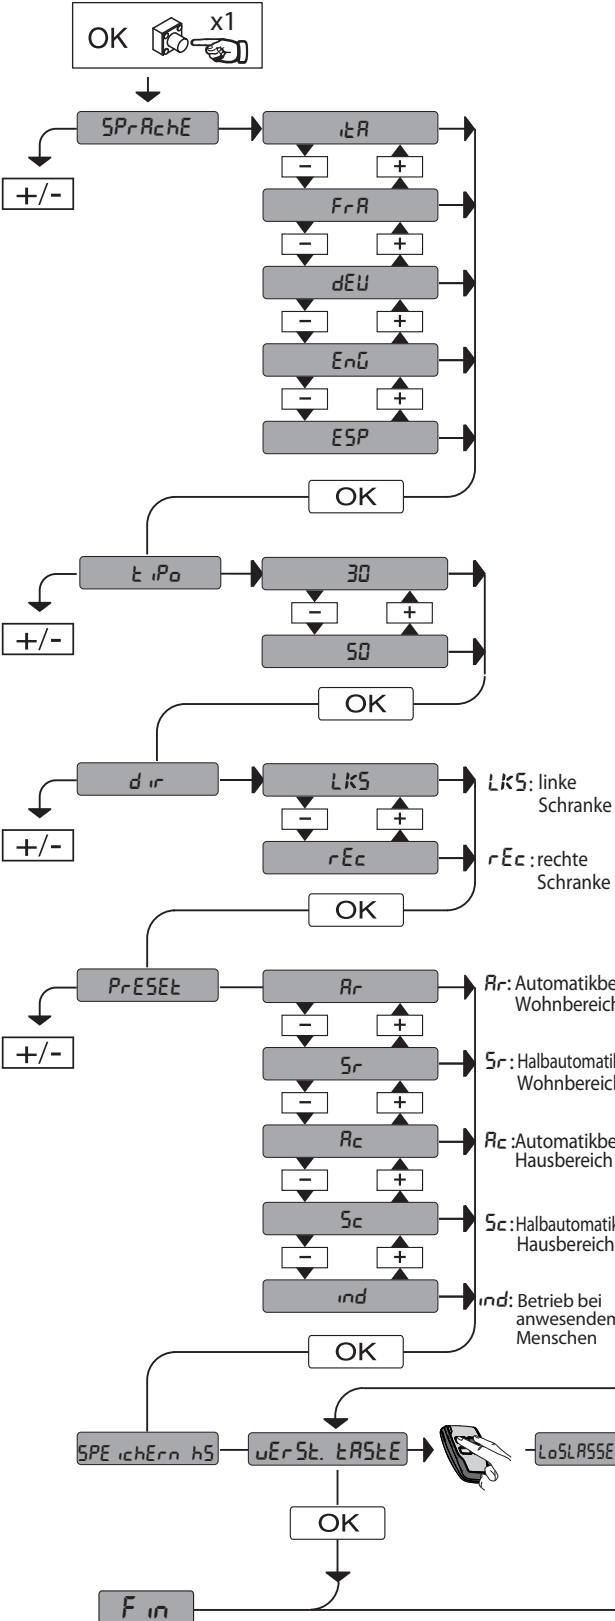 OK x1
SPrAchE
itA
+/-
- +
FrA
- +
dEU
- +
EnG
- +
ESP
OK
tiPo
30
+/-
- +
50
OK
dir
LKS
LKS: linke
Schranke
+/-
- +
rEc
rEc: rechte
Schranke
OK
PrESEt
Ar
Ar: Automatikbe
Wohnbereich
+/-
- +
Sr
Sr: Halbautomatik
Wohnbereich
- +
Ac
Ac: Automatikbe
Hausbereich
- +
Sc
Sc: Halbautomatik
Hausbereich
- +
ind
ind: Betrieb bei
anwesenden
Menschen
OK
SPEichErn hS
vErSt. tAStE
LoSLASSE
OK
Fin